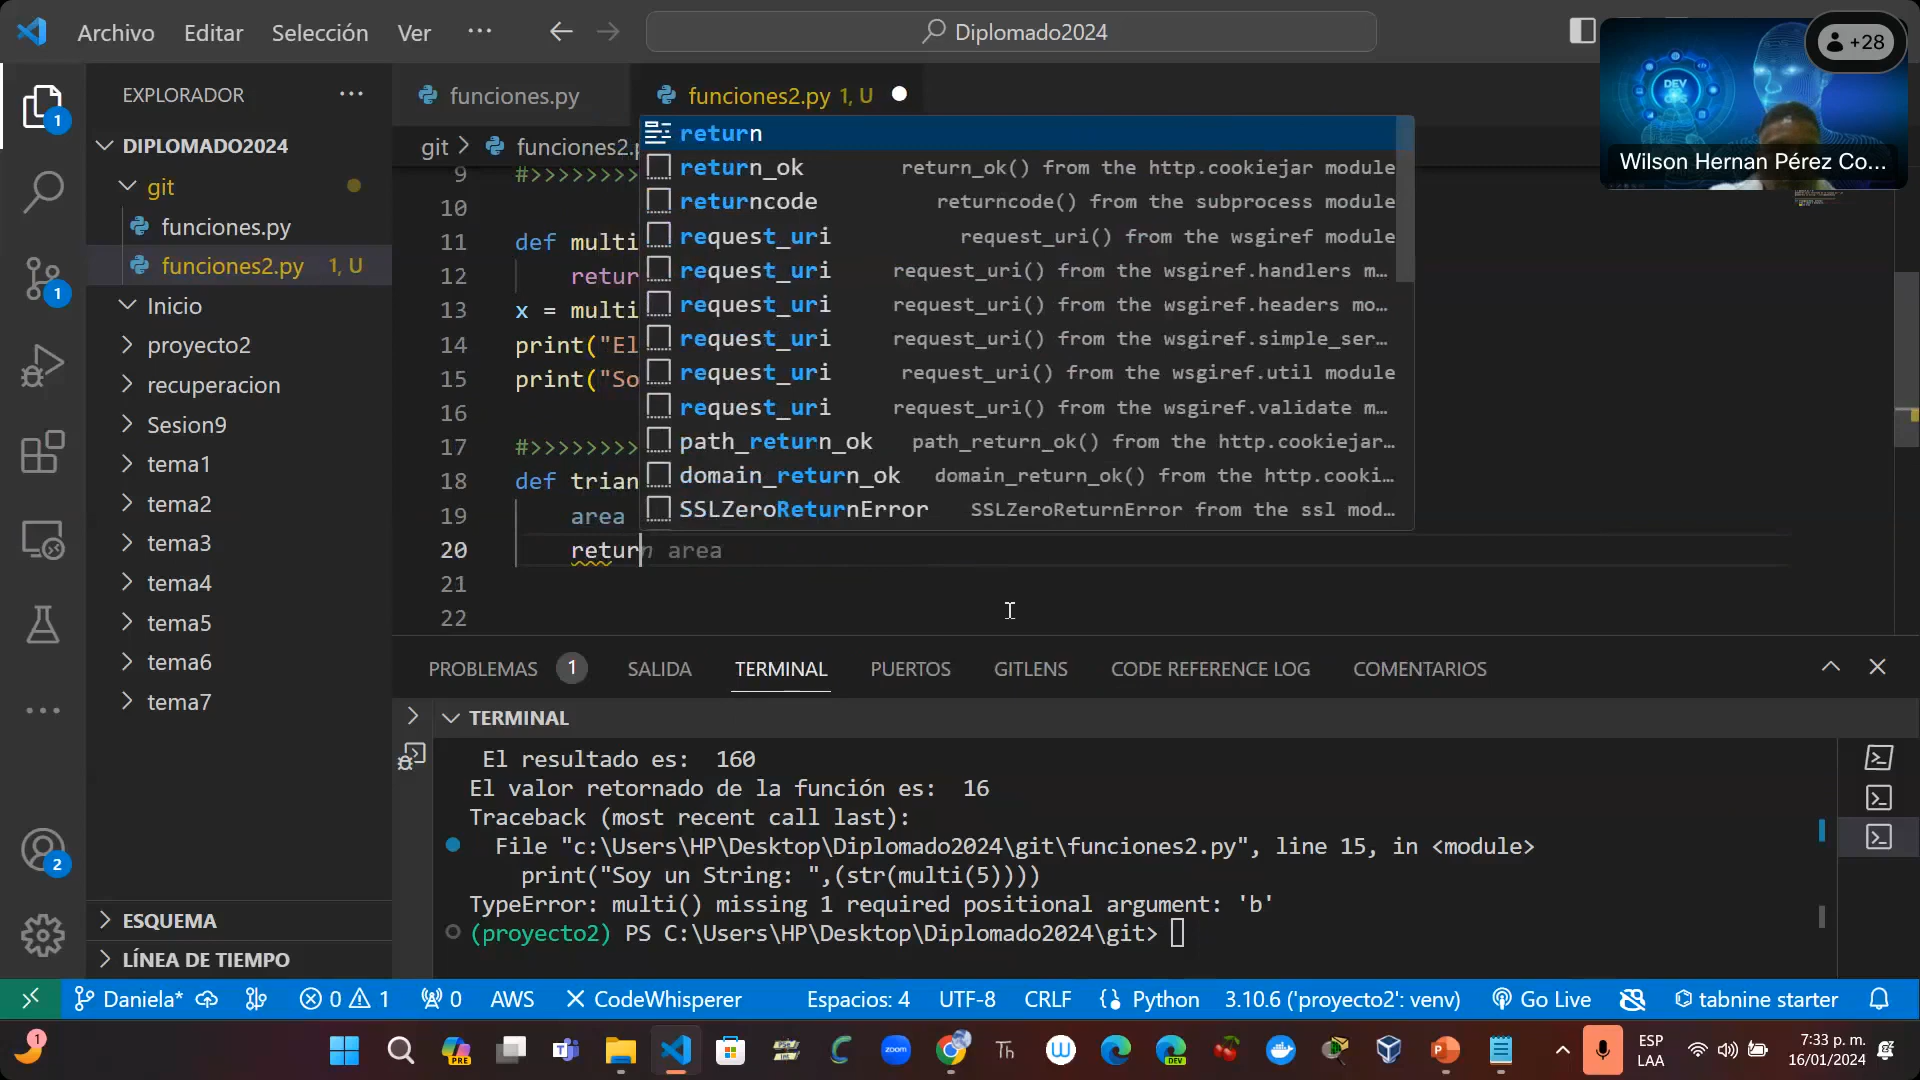 Archivo Editar Selección Ver ··· Diplomado2024
+28
DEV OPS
Wilson Hernan Pérez Co...
EXPLORADOR ···
DIPLOMADO2024
git
funciones.py
funciones2.py 1, U
Inicio
proyecto2
recuperacion
Sesion9
tema1
tema2
tema3
tema4
tema5
tema6
tema7
ESQUEMA
LÍNEA DE TIEMPO
1
1
2
funciones.py funciones2.py 1, U
git > funciones2.p
return
return_ok return_ok() from the http.cookiejar module
returncode returncode() from the subprocess module
request_uri request_uri() from the wsgiref module
request_uri request_uri() from the wsgiref.handlers m…
request_uri request_uri() from the wsgiref.headers mo…
request_uri request_uri() from the wsgiref.simple_ser…
request_uri request_uri() from the wsgiref.util module
request_uri request_uri() from the wsgiref.validate m…
path_return_ok path_return_ok() from the http.cookiejar…
domain_return_ok domain_return_ok() from the http.cooki…
SSLZeroReturnError SSLZeroReturnError from the ssl mod…
9 #>>>>>>>>
10
11 def multi
12 retur
13 x = multi
14 print("El
15 print("So
16
17 #>>>>>>>>
18 def trian
19 area
20 return area
21
22
PROBLEMAS 1 SALIDA TERMINAL PUERTOS GITLENS CODE REFERENCE LOG COMENTARIOS
TERMINAL
El resultado es: 160
El valor retornado de la función es: 16
Traceback (most recent call last):
File "c:\Users\HP\Desktop\Diplomado2024\git\funciones2.py", line 15, in <module>
print("Soy un String: ",(str(multi(5))))
TypeError: multi() missing 1 required positional argument: 'b'
(proyecto2) PS C:\Users\HP\Desktop\Diplomado2024\git>
Daniela* 0 1 0 AWS CodeWhisperer Espacios: 4 UTF-8 CRLF Python 3.10.6 ('proyecto2': venv) Go Live tabnine starter
1 PRE zoom Th DEV ESP LAA 7:33 p. m. 16/01/2024